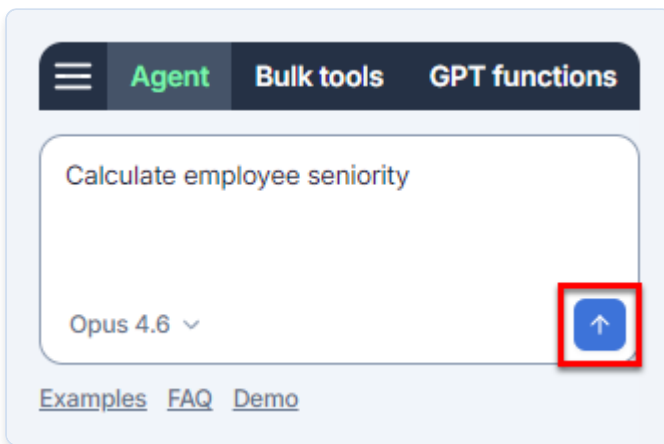 Agent Bulk tools GPT functions
Calculate employee seniority
Opus 4.6
Examples FAQ Demo